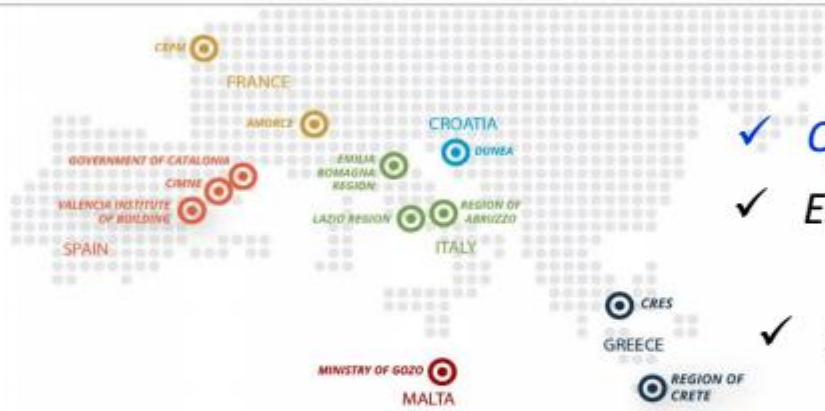 CRPM
FRANCE
AMORCE
CROATIA
DUNEA
GOVERNMENT OF CATALONIA
CIMNE
VALENCIA INSTITUTE
OF BUILDING
SPAIN
EMILIA
ROMAGNA
REGION
LAZIO REGION
REGION OF
ABRUZZO
ITALY
CRES
GREECE
REGION OF
CRETE
MINISTRY OF GOZO
MALTA
✓
✓ E
✓